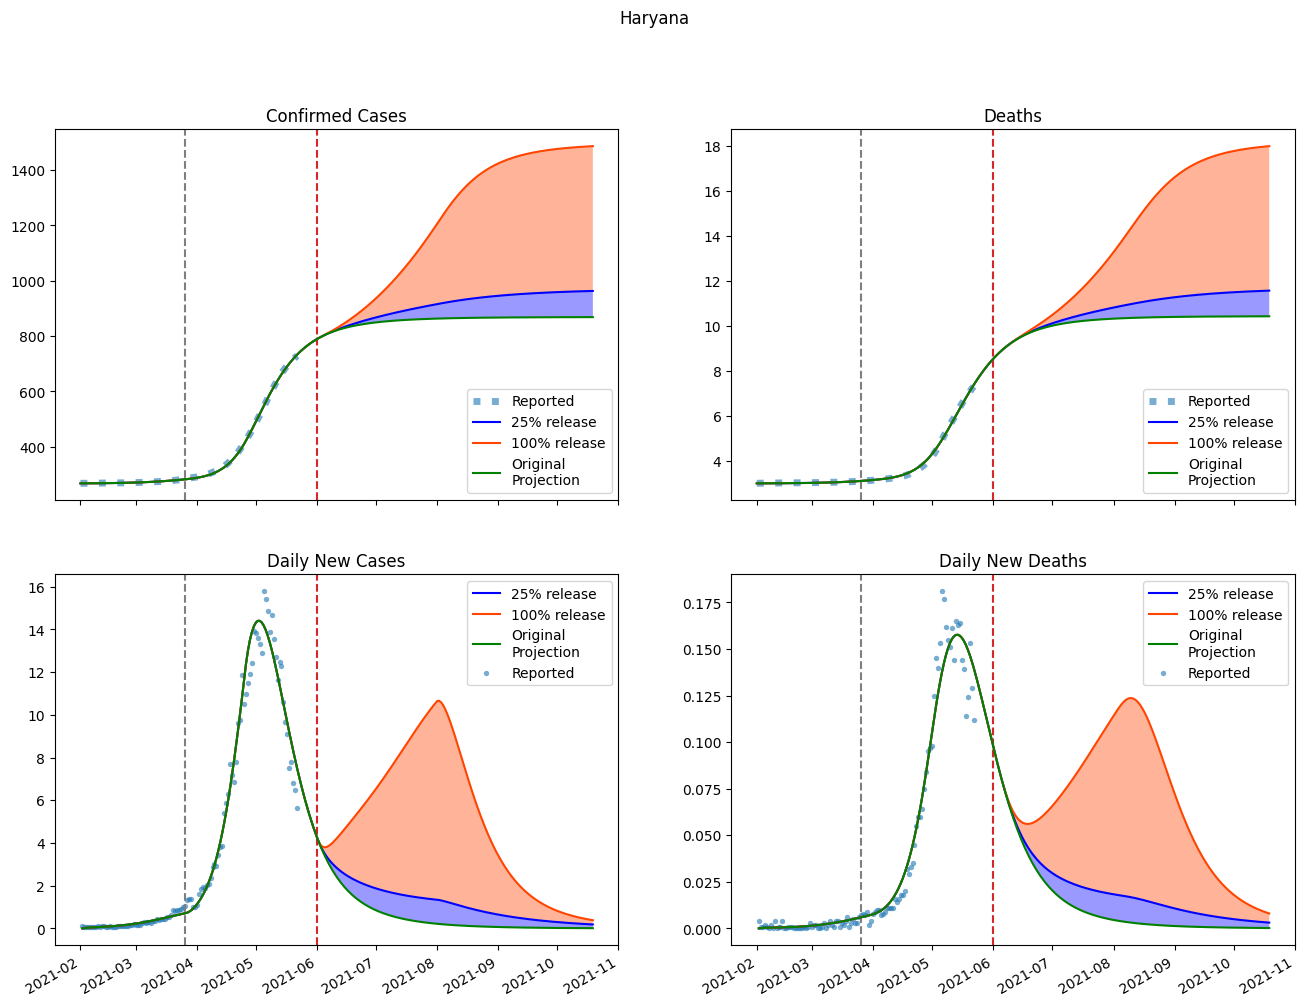 Haryana
Confirmed Cases
1400
1200
1000
800
600
400
Reported
25% release
100% release
Original
Projection
Deaths
18
16
14
12
10
8
6
4
Reported
25% release
100% release
Original
Projection
Daily New Cases
16
14
12
10
8
6
4
2
0
25% release
100% release
Original
Projection
Reported
2021-02
2021-03
2021-04
2021-05
2021-06
2021-07
2021-08
2021-09
2021-10
2021-11
Daily New Deaths
0.175
0.150
0.125
0.100
0.075
0.050
0.025
0.000
25% release
100% release
Original
Projection
Reported
2021-02
2021-03
2021-04
2021-05
2021-06
2021-07
2021-08
2021-09
2021-10
2021-11